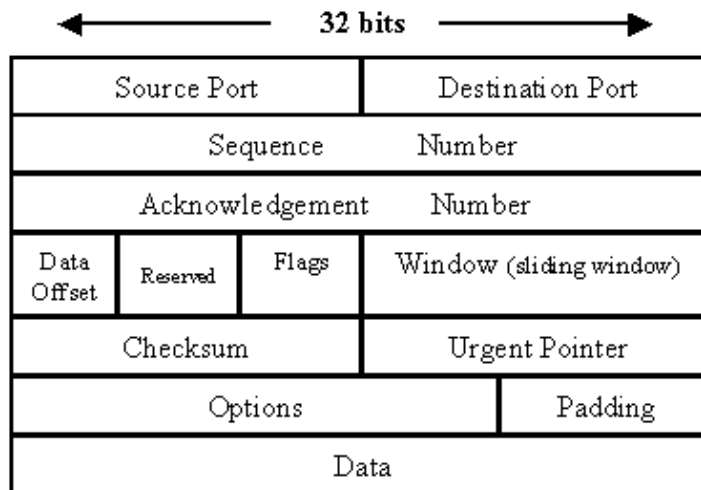 32 bits
Source Port
Destination Port
Sequence Number
Acknowledgement Number
Data
Offset
Reserved
Flags
Window (sliding window)
Checksum
Urgent Pointer
Options
Padding
Data